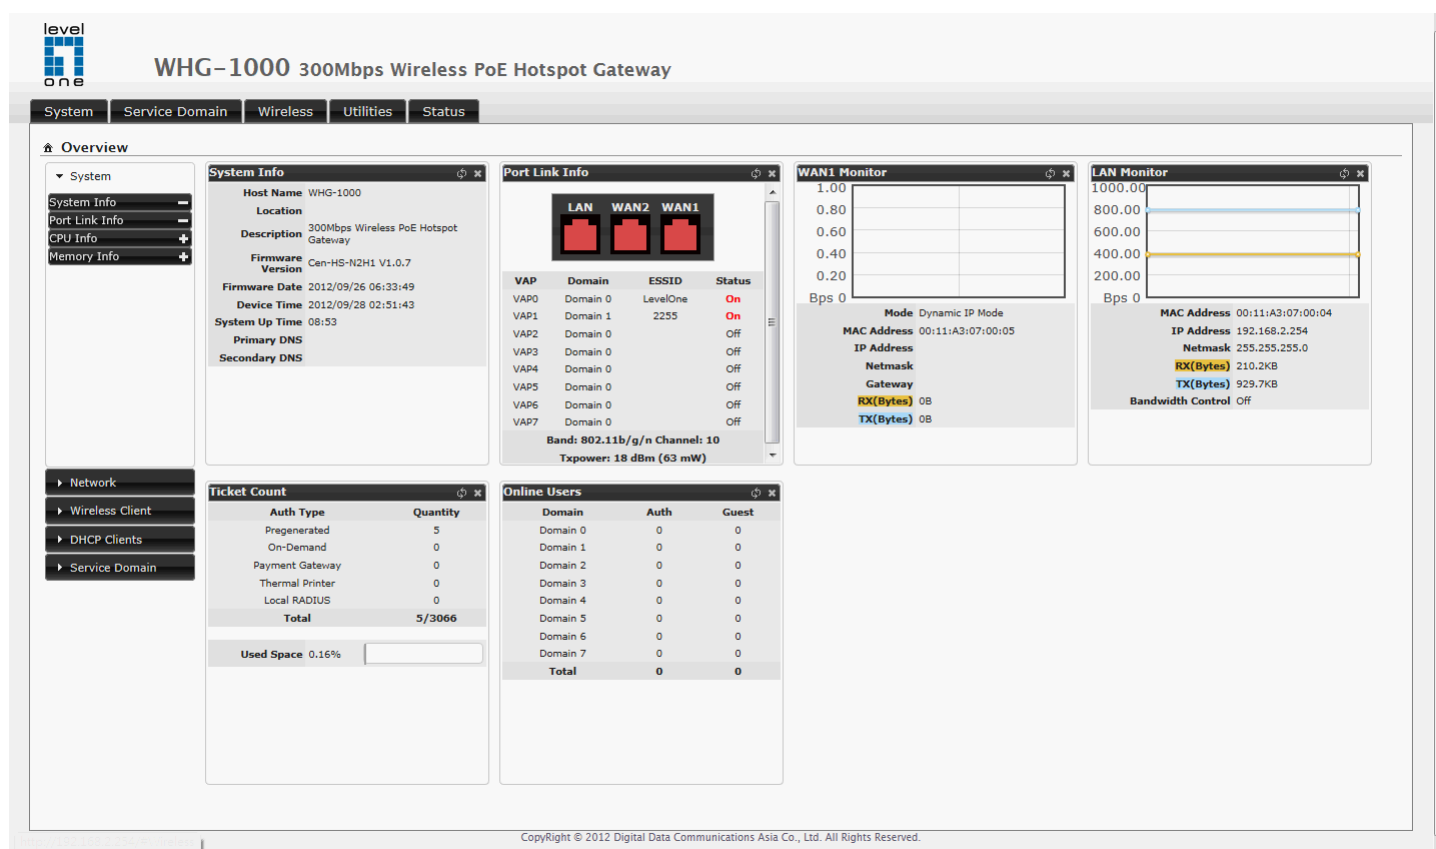 level
one
WHG-1000 300Mbps Wireless PoE Hotspot Gateway
System Service Domain Wireless Utilities Status
Overview
System
System Info
Port Link Info
CPU Info
Memory Info
Network
Wireless Client
DHCP Clients
Service Domain
System Info
Host Name WHG-1000
Location
Description 300Mbps Wireless PoE Hotspot
Gateway
Firmware
Version Cen-HS-N2H1 V1.0.7
Firmware Date 2012/09/26 06:33:49
Device Time 2012/09/28 02:51:43
System Up Time 08:53
Primary DNS
Secondary DNS
Port Link Info
LAN WAN2 WAN1
VAP Domain ESSID Status
VAP0 Domain 0 LevelOne On
VAP1 Domain 1 2255 On
VAP2 Domain 0 Off
VAP3 Domain 0 Off
VAP4 Domain 0 Off
VAP5 Domain 0 Off
VAP6 Domain 0 Off
VAP7 Domain 0 Off
Band: 802.11b/g/n Channel: 10
Txpower: 18 dBm (63 mW)
WAN1 Monitor
1.00
0.80
0.60
0.40
0.20
Bps 0
Mode Dynamic IP Mode
MAC Address 00:11:A3:07:00:05
IP Address
Netmask
Gateway
RX(Bytes) 0B
TX(Bytes) 0B
LAN Monitor
1000.00
800.00
600.00
400.00
200.00
Bps 0
MAC Address 00:11:A3:07:00:04
IP Address 192.168.2.254
Netmask 255.255.255.0
RX(Bytes) 210.2KB
TX(Bytes) 929.7KB
Bandwidth Control Off
Ticket Count
Auth Type Quantity
Pregenerated 5
On-Demand 0
Payment Gateway 0
Thermal Printer 0
Local RADIUS 0
Total 5/3066
Used Space 0.16%
Online Users
Domain Auth Guest
Domain 0 0 0
Domain 1 0 0
Domain 2 0 0
Domain 3 0 0
Domain 4 0 0
Domain 5 0 0
Domain 6 0 0
Domain 7 0 0
Total 0 0
CopyRight © 2012 Digital Data Communications Asia Co., Ltd. All Rights Reserved.